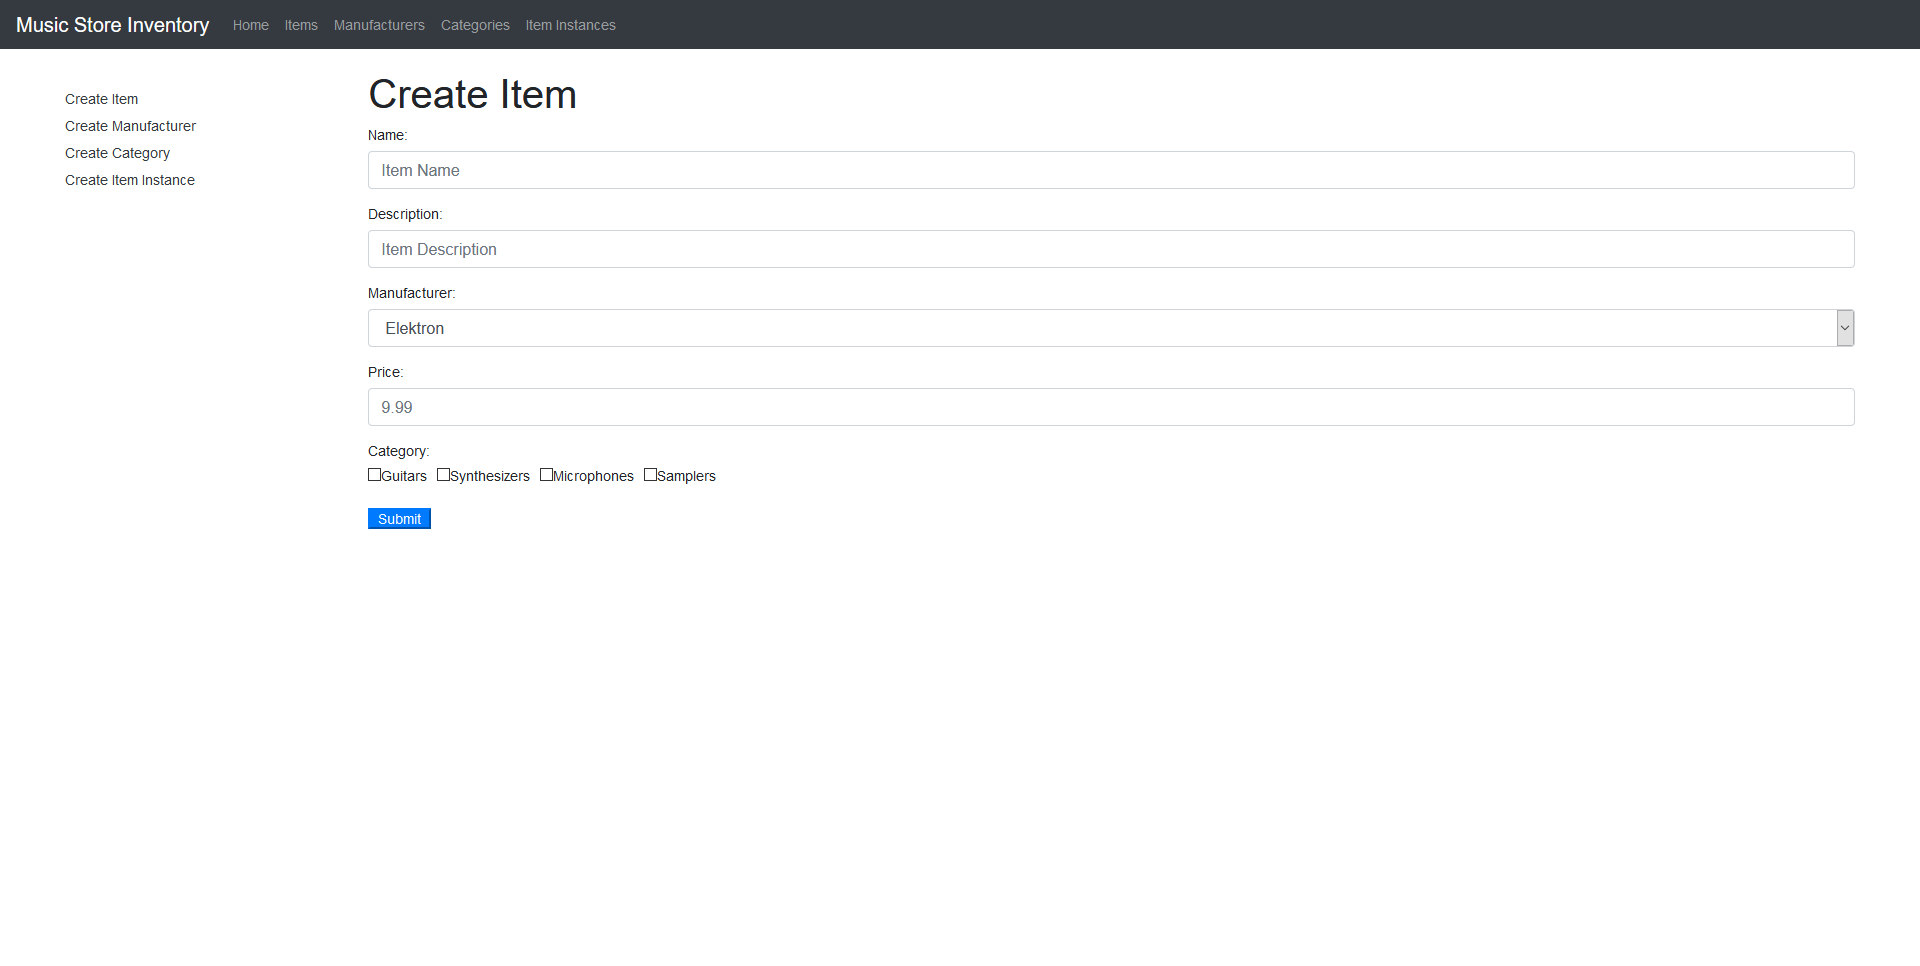 Music Store Inventory Home Items Manufacturers Categories Item Instances
Create Item
Create Manufacturer
Create Category
Create Item Instance
Create Item
Name:
Item Name
Description:
Item Description
Manufacturer:
Elektron
Price:
9.99
Category:
Guitars Synthesizers Microphones Samplers
Submit